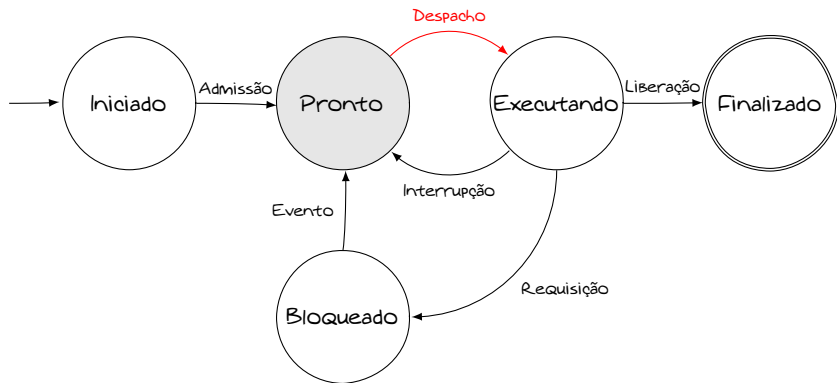 Despacho
Admissão
Liberação
Iniciado
Pronto
Executando
Finalizado
Interrupção
Evento
Requisição
Bloqueado